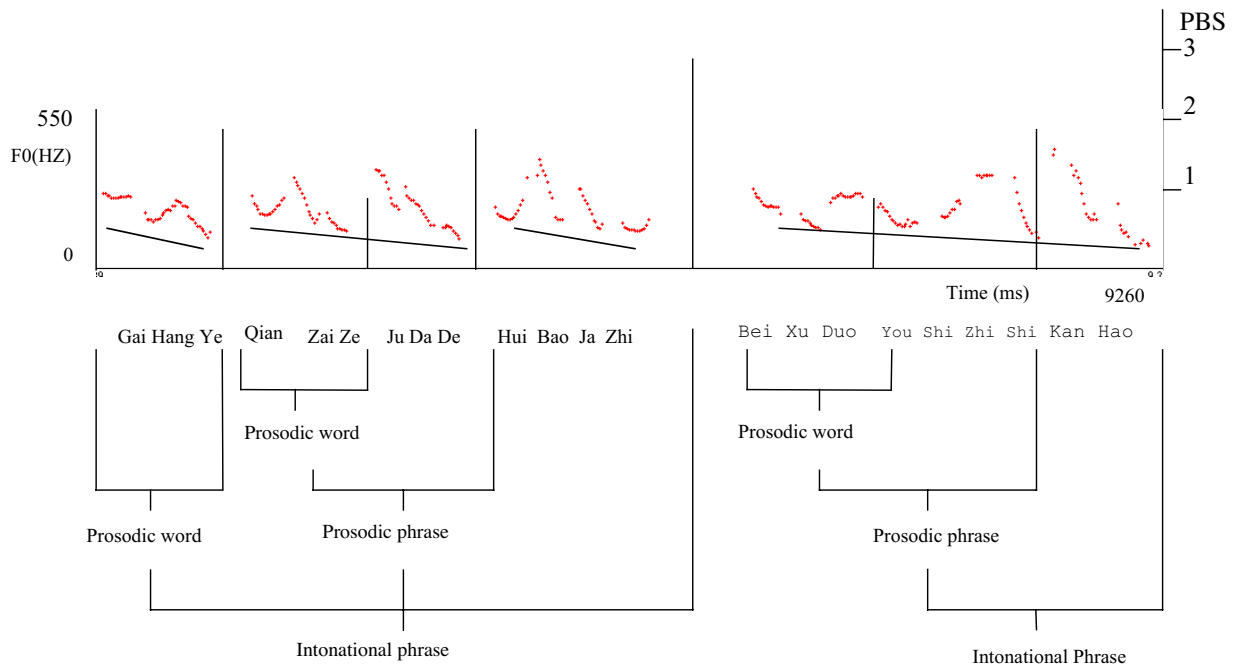 PBS
3
550
2
F0(HZ)
1
0
Time (ms)
9260
Gai Hang Ye Qian Zai Ze Ju Da De Hui Bao Ja Zhi Bei Xu Duo You Shi Zhi Shi Kan Hao
Prosodic word
Prosodic word
Prosodic word
Prosodic phrase
Prosodic phrase
Intonational phrase
Intonational Phrase